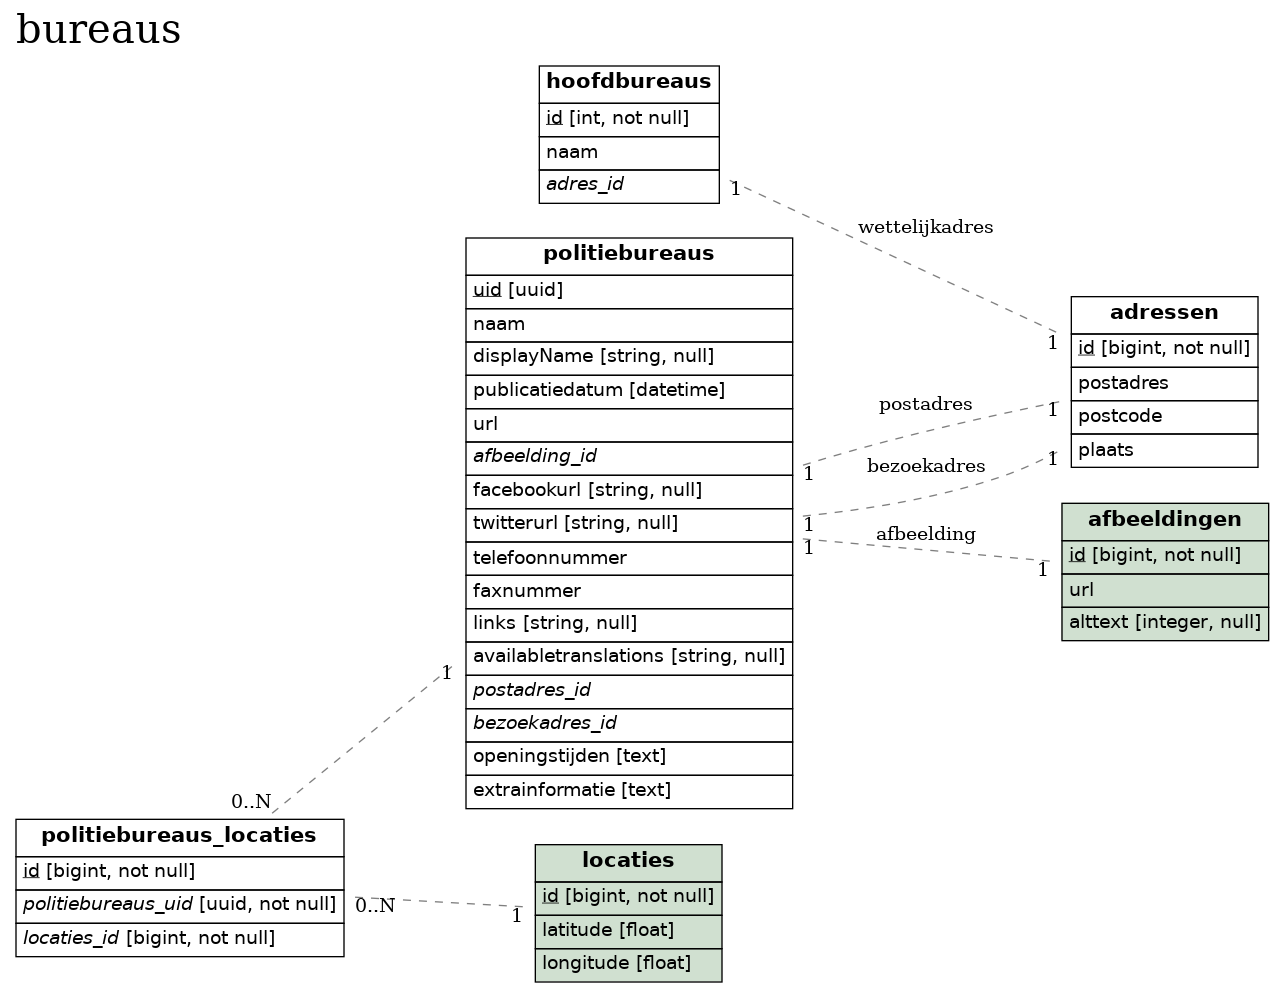 bureaus
hoofdbureaus
id [int, not null]
naam
adres_id
1
wettelijkadres
1
politiebureaus
uid [uuid]
naam
displayName [string, null]
publicatiedatum [datetime]
url
afbeelding_id
facebookurl [string, null]
twitterurl [string, null]
telefoonnummer
faxnummer
links [string, null]
availabletranslations [string, null]
postadres_id
bezoekadres_id
openingstijden [text]
extrainformatie [text]
adressen
id [bigint, not null]
postadres
postcode
plaats
postadres
1
1
bezoekadres
1
1
afbeelding
1
1
afbeeldingen
id [bigint, not null]
url
alttext [integer, null]
1
0..N
politiebureaus_locaties
id [bigint, not null]
politiebureaus_uid [uuid, not null]
locaties_id [bigint, not null]
0..N
1
locaties
id [bigint, not null]
latitude [float]
longitude [float]